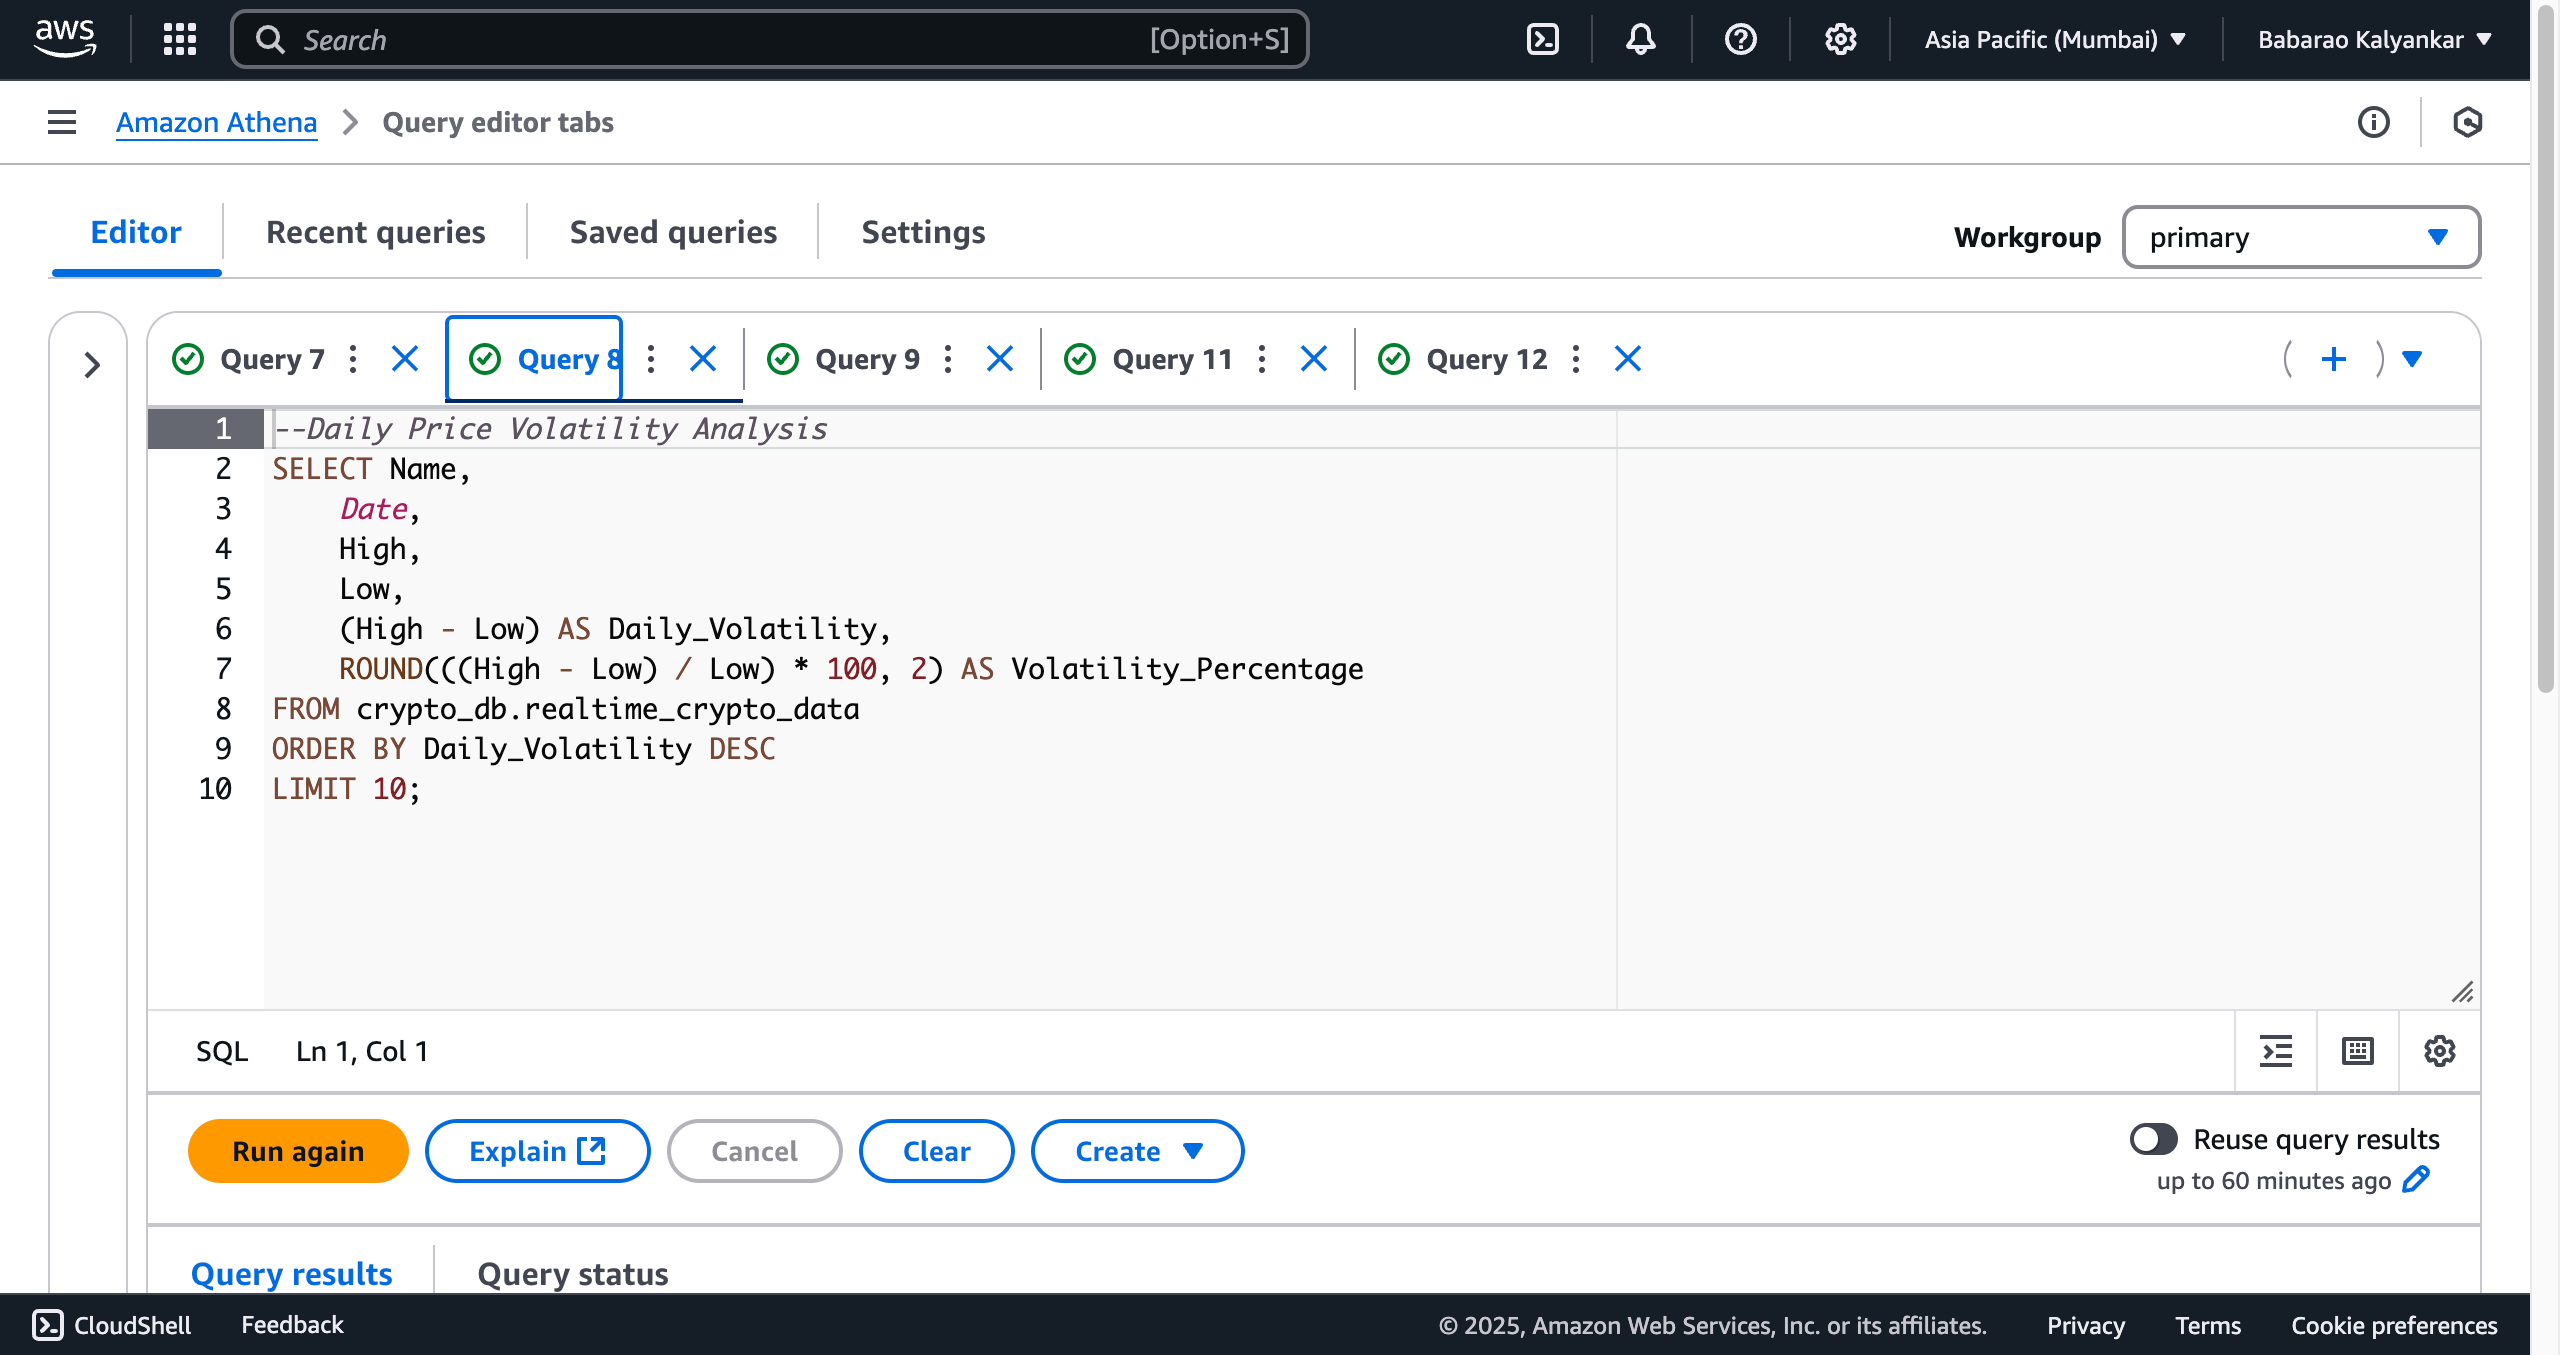 aws
Search [Option+S] Asia Pacific (Mumbai) Babarao Kalyankar
Amazon Athena Query editor tabs
Editor Recent queries Saved queries Settings Workgroup primary
Query 7 Query 8 Query 9 Query 11 Query 12
1 --Daily Price Volatility Analysis
2 SELECT Name,
3 Date,
4 High,
5 Low,
6 (High - Low) AS Daily_Volatility,
7 ROUND(((High - Low) / Low) * 100, 2) AS Volatility_Percentage
8 FROM crypto_db.realtime_crypto_data
9 ORDER BY Daily_Volatility DESC
10 LIMIT 10;
SQL Ln 1, Col 1
Run again Explain Cancel Clear Create Reuse query results
up to 60 minutes ago
Query results Query status
CloudShell Feedback © 2025, Amazon Web Services, Inc. or its affiliates. Privacy Terms Cookie preferences